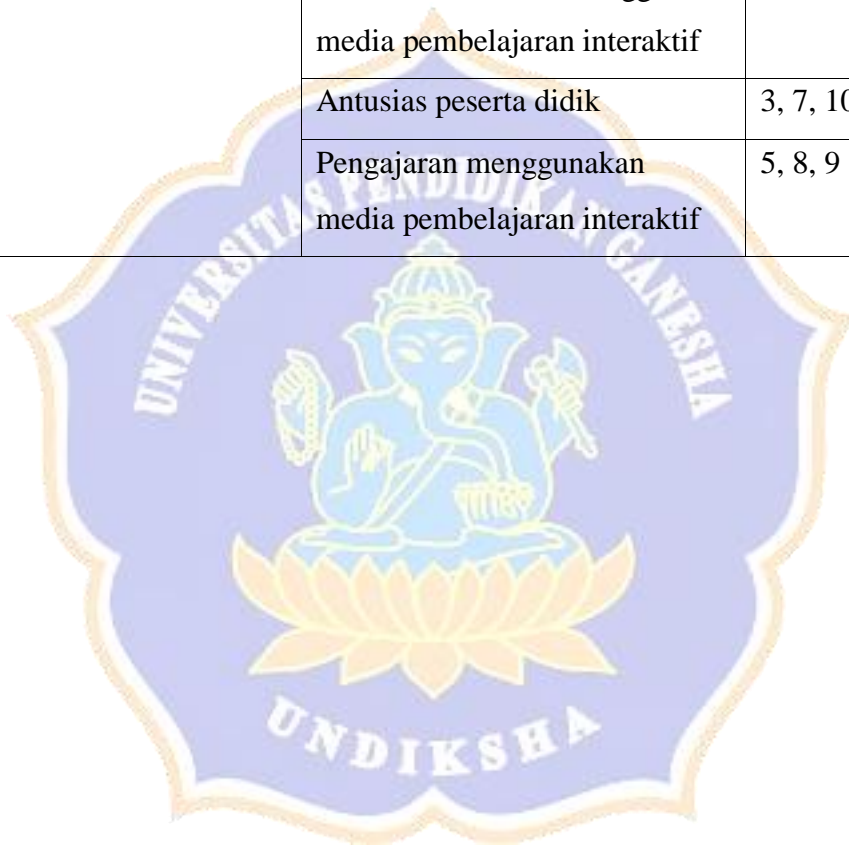 media pembelajaran interaktif
Antusias peserta didik 3, 7, 10
Pengajaran menggunakan 5, 8, 9
media pembelajaran interaktif
UNIVERSITAS PENDIDIKAN GANESHA
UNDIKSHA